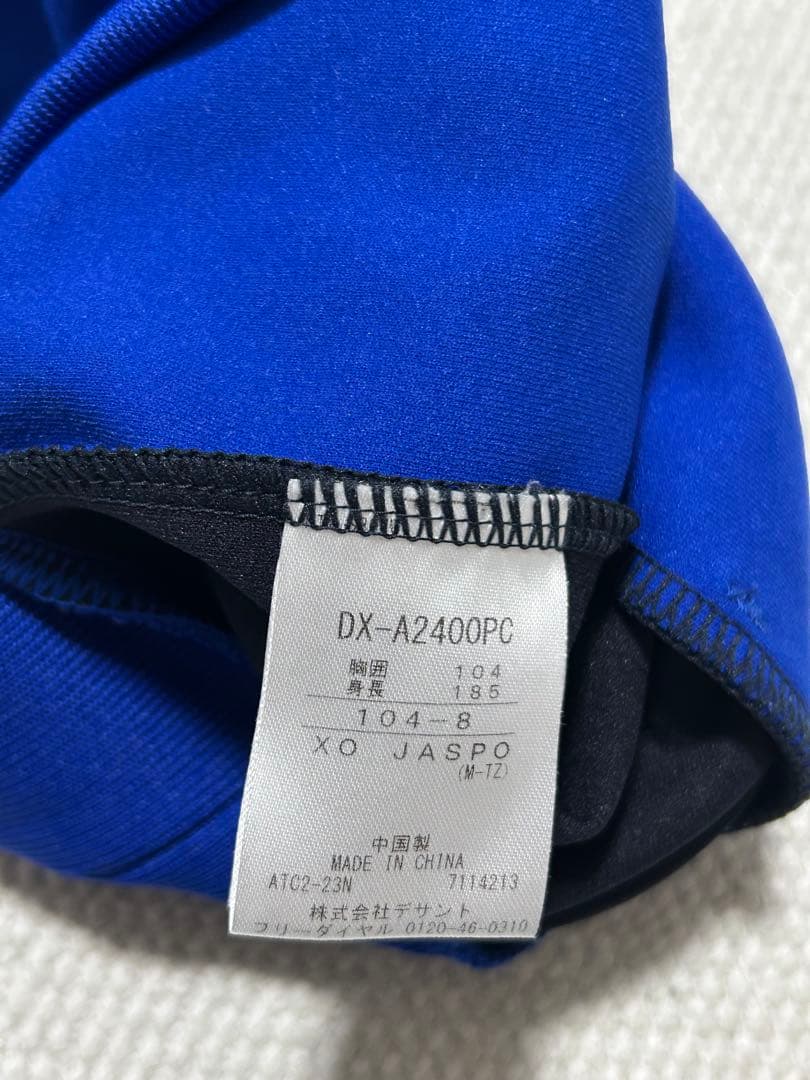 DX-A2400PC
胸囲 104
身長 185
104-8
XO JASPO
(M-TZ)
中国製
MADE IN CHINA
ATC2-23N 7114213
株式会社デサント
フリーダイヤル 0120-46-0310